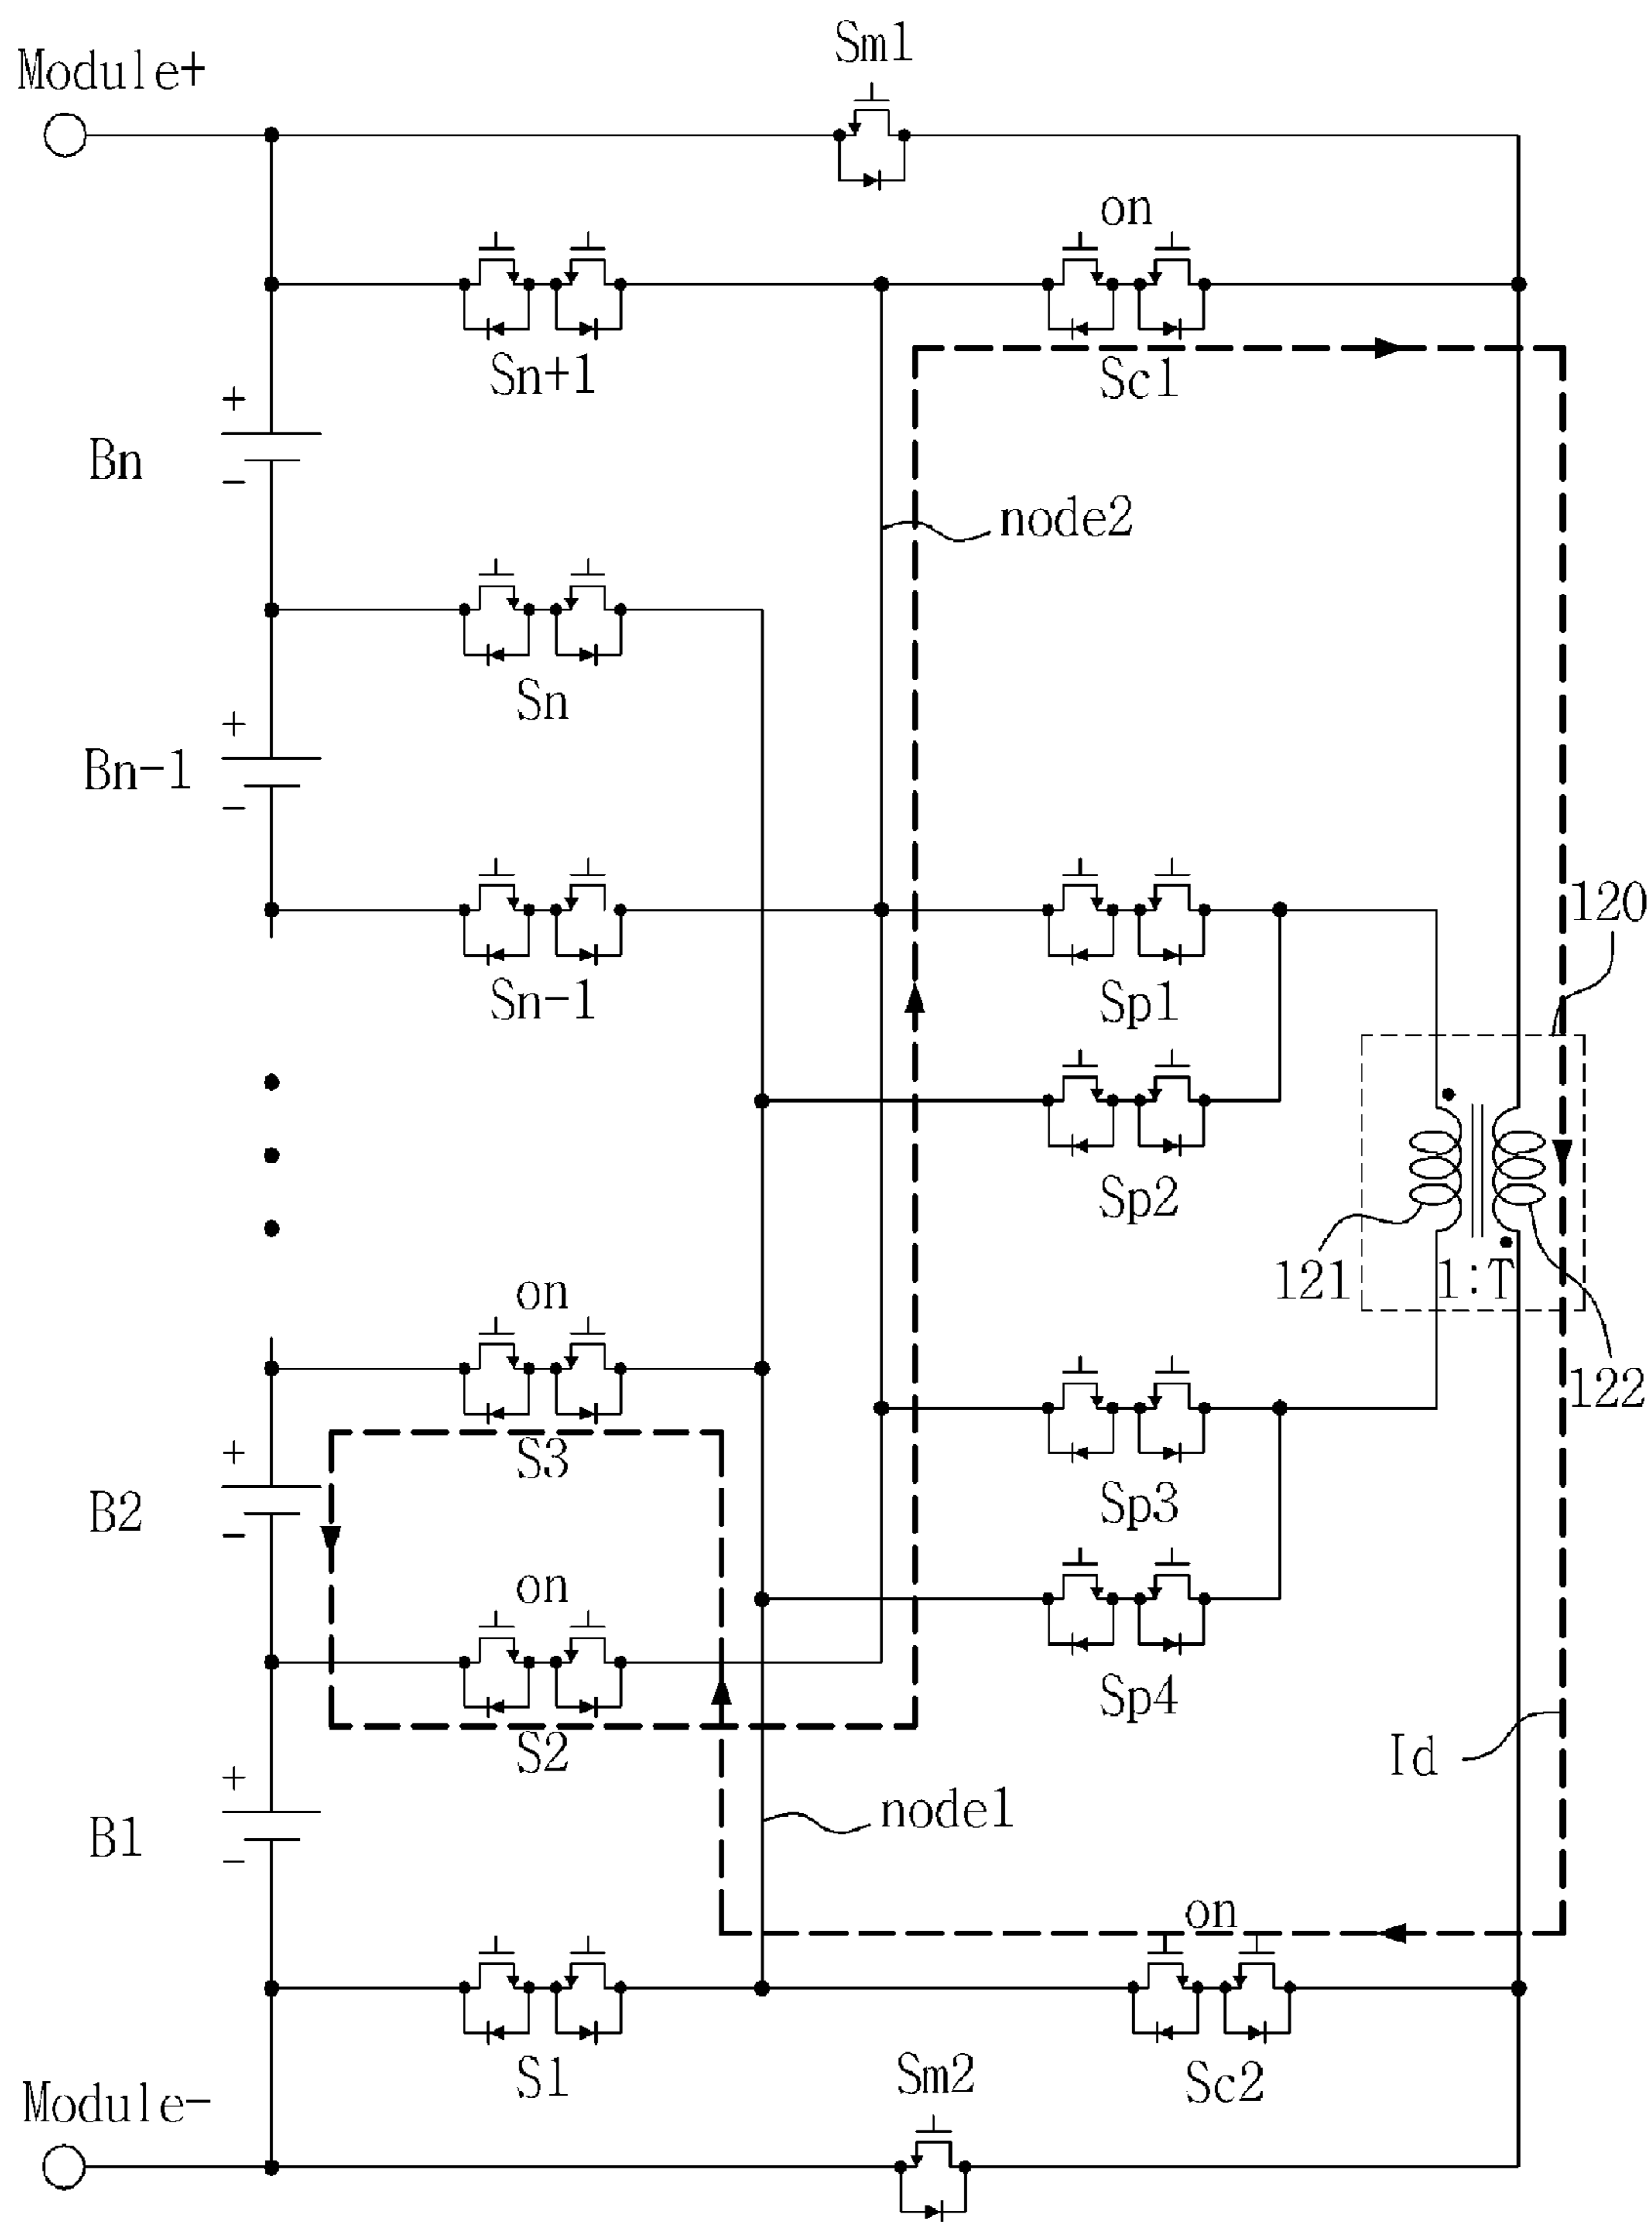 Sm1
Module+
on
Sn+1
Sc1
+
Bn
−
node2
Sn
+
Bn-1
−
120
Sn-1
Sp1
Sp2
121
1:T
on
122
S3
+
B2
−
Sp3
on
Sp4
S2
Id
+
B1
−
node1
on
S1
Sc2
Sm2
Module-